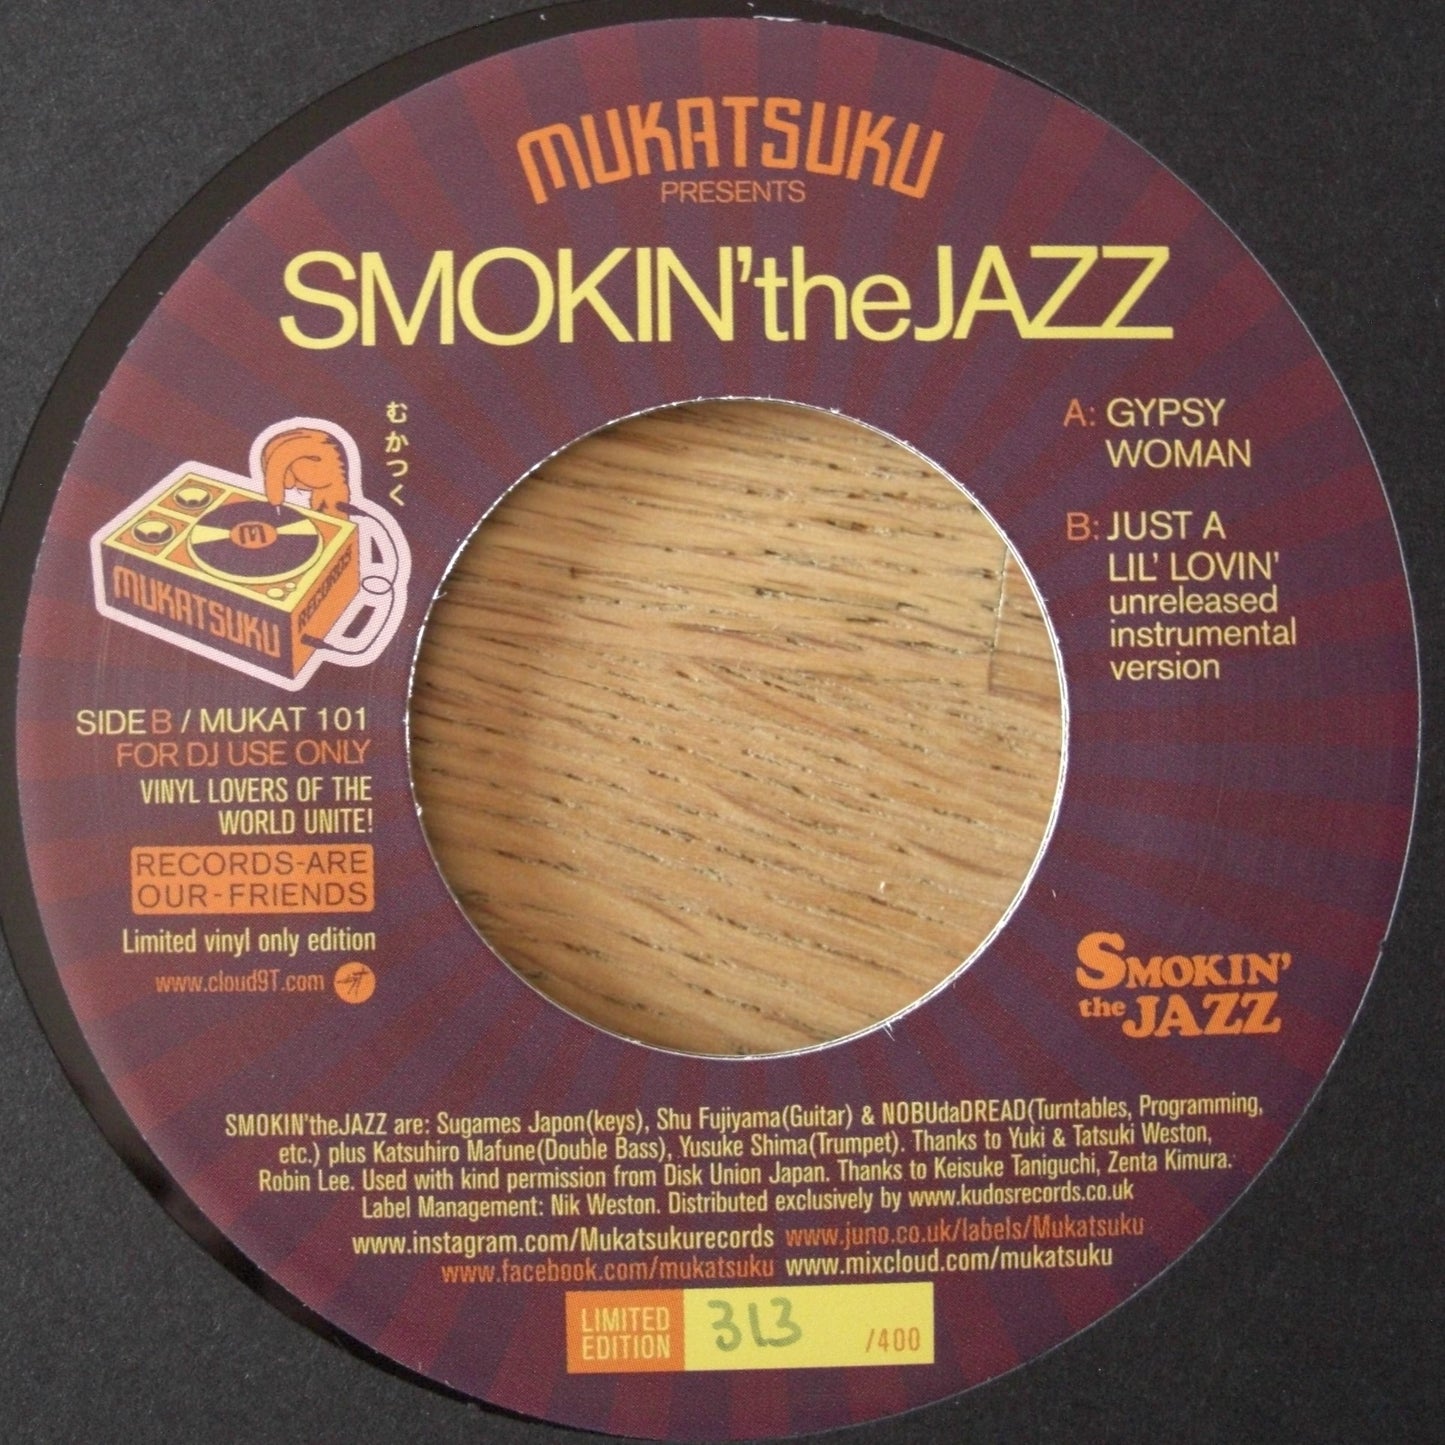 MUKATSUKU
PRESENTS
SMOKIN'theJAZZ
むかつく
M
MUKATSUKU
RECORDS
A: GYPSY
WOMAN
B: JUST A
LIL' LOVIN'
unreleased
instrumental
version
SIDE B / MUKAT 101
FOR DJ USE ONLY
VINYL LOVERS OF THE
WORLD UNITE!
RECORDS-ARE
OUR-FRIENDS
Limited vinyl only edition
www.cloud9T.com
SMOKIN'
the JAZZ
SMOKIN'theJAZZ are: Sugames Japon(keys), Shu Fujiyama(Guitar) & NOBUdaDREAD(Turntables, Programming,
etc.) plus Katsuhiro Mafune(Double Bass), Yusuke Shima(Trumpet). Thanks to Yuki & Tatsuki Weston,
Robin Lee. Used with kind permission from Disk Union Japan. Thanks to Keisuke Taniguchi, Zenta Kimura.
Label Management: Nik Weston. Distributed exclusively by www.kudosrecords.co.uk
www.instagram.com/Mukatsukurecords www.juno.co.uk/labels/Mukatsuku
www.facebook.com/mukatsuku www.mixcloud.com/mukatsuku
LIMITED
EDITION
313 /400